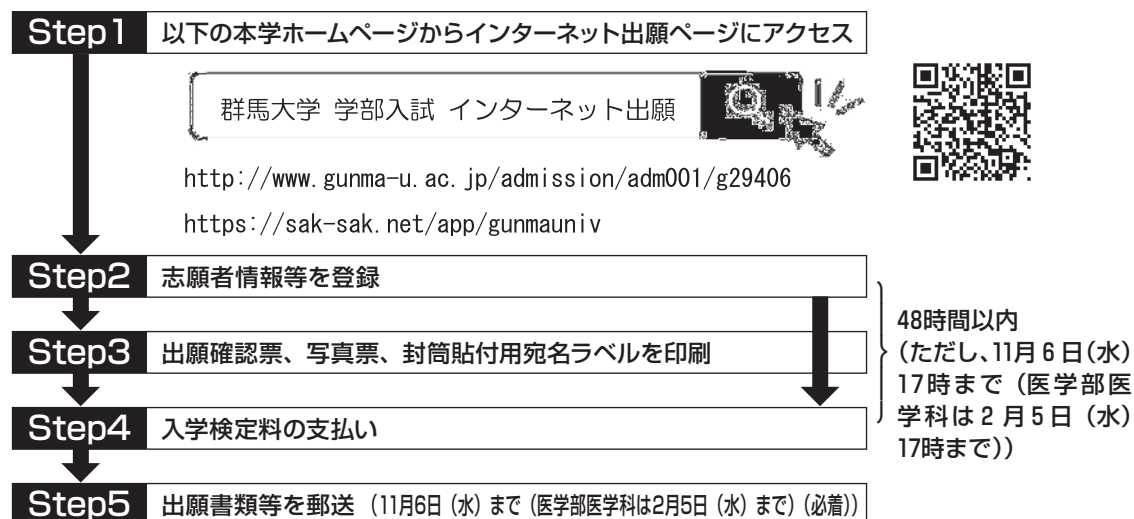 Step1 以下の本学ホームページからインターネット出願ページにアクセス
群馬大学 学部入試 インターネット出願
http://www.gunma-u.ac.jp/admission/adm001/g29406
https://sak-sak.net/app/gunmauniv
Step2 志願者情報等を登録
Step3 出願確認票、写真票、封筒貼付用宛名ラベルを印刷
Step4 入学検定料の支払い
48時間以内
(ただし、11月6日(水)
17時まで(医学部医
学科は2月5日(水)
17時まで))
Step5 出願書類等を郵送 (11月6日(水)まで(医学部医学科は2月5日(水)まで)(必着))